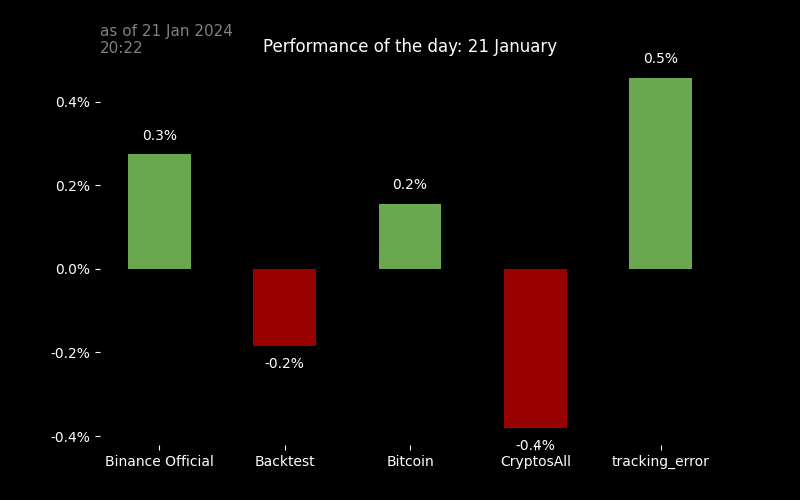 as of 21 Jan 2024
20:22
Performance of the day: 21 January
0.5%
0.4%
0.3%
0.2%
0.2%
0.0%
-0.2%
-0.2%
-0.4%
-0.4%
Binance Official
Backtest
Bitcoin
CryptosAll
tracking_error